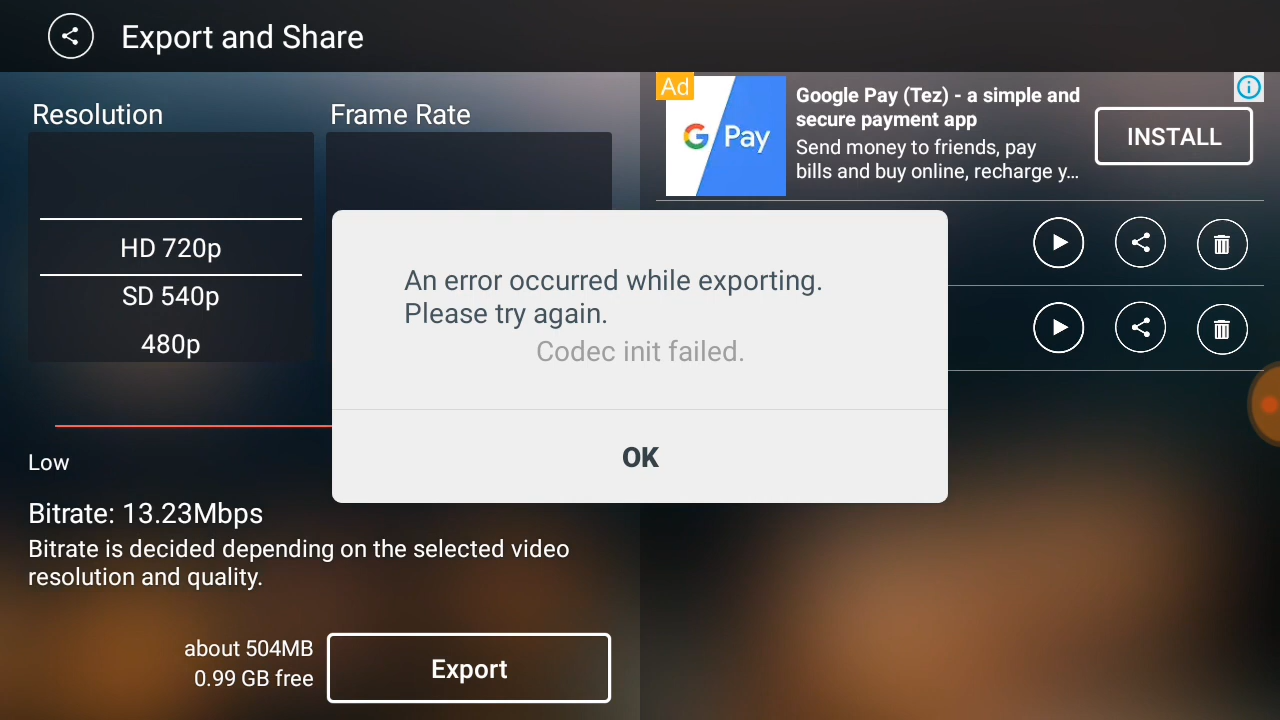 Export and Share
Resolution
Frame Rate
HD 720p
SD 540p
480p
Low
Bitrate: 13.23Mbps
Bitrate is decided depending on the selected video
resolution and quality.
about 504MB
0.99 GB free
Export
An error occurred while exporting.
Please try again.
Codec init failed.
OK
Ad
G Pay
Google Pay (Tez) - a simple and
secure payment app
Send money to friends, pay
bills and buy online, recharge y...
INSTALL